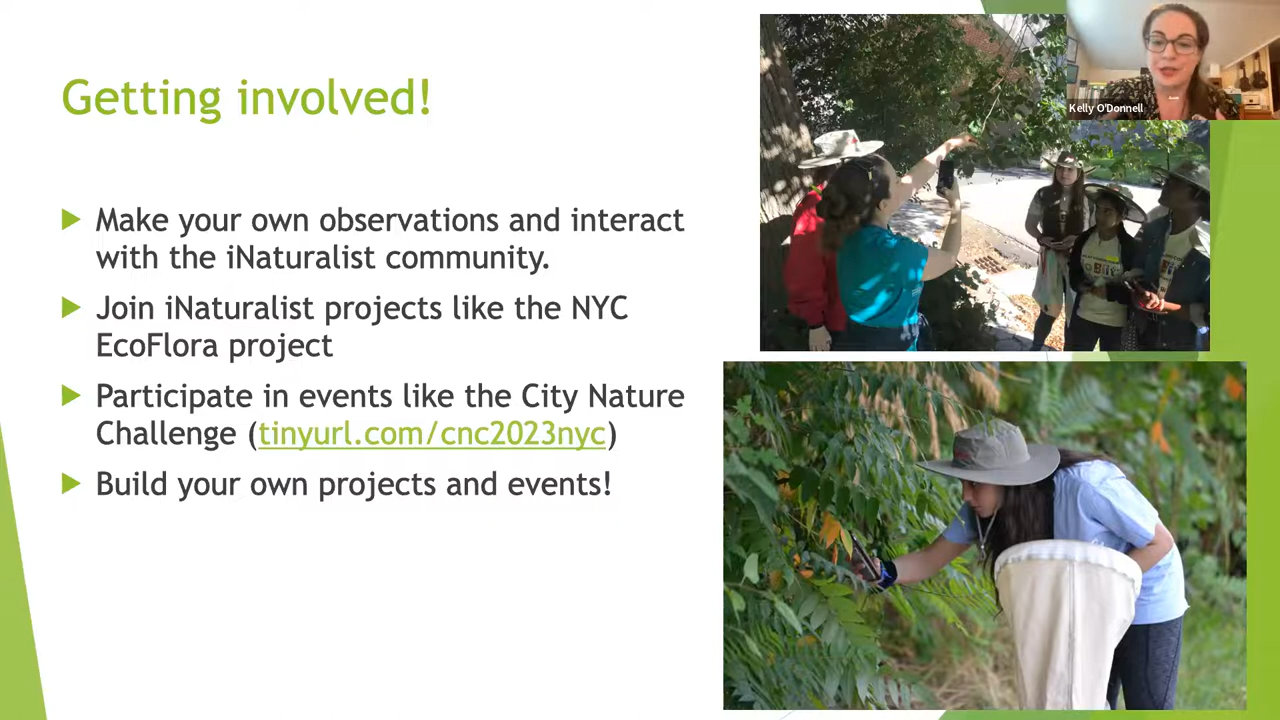 Getting involved!
Make your own observations and interact
with the iNaturalist community.
Join iNaturalist projects like the NYC
EcoFlora project
Participate in events like the City Nature
Challenge (tinyurl.com/cnc2023nyc)
Build your own projects and events!
Kelly O'Donnell